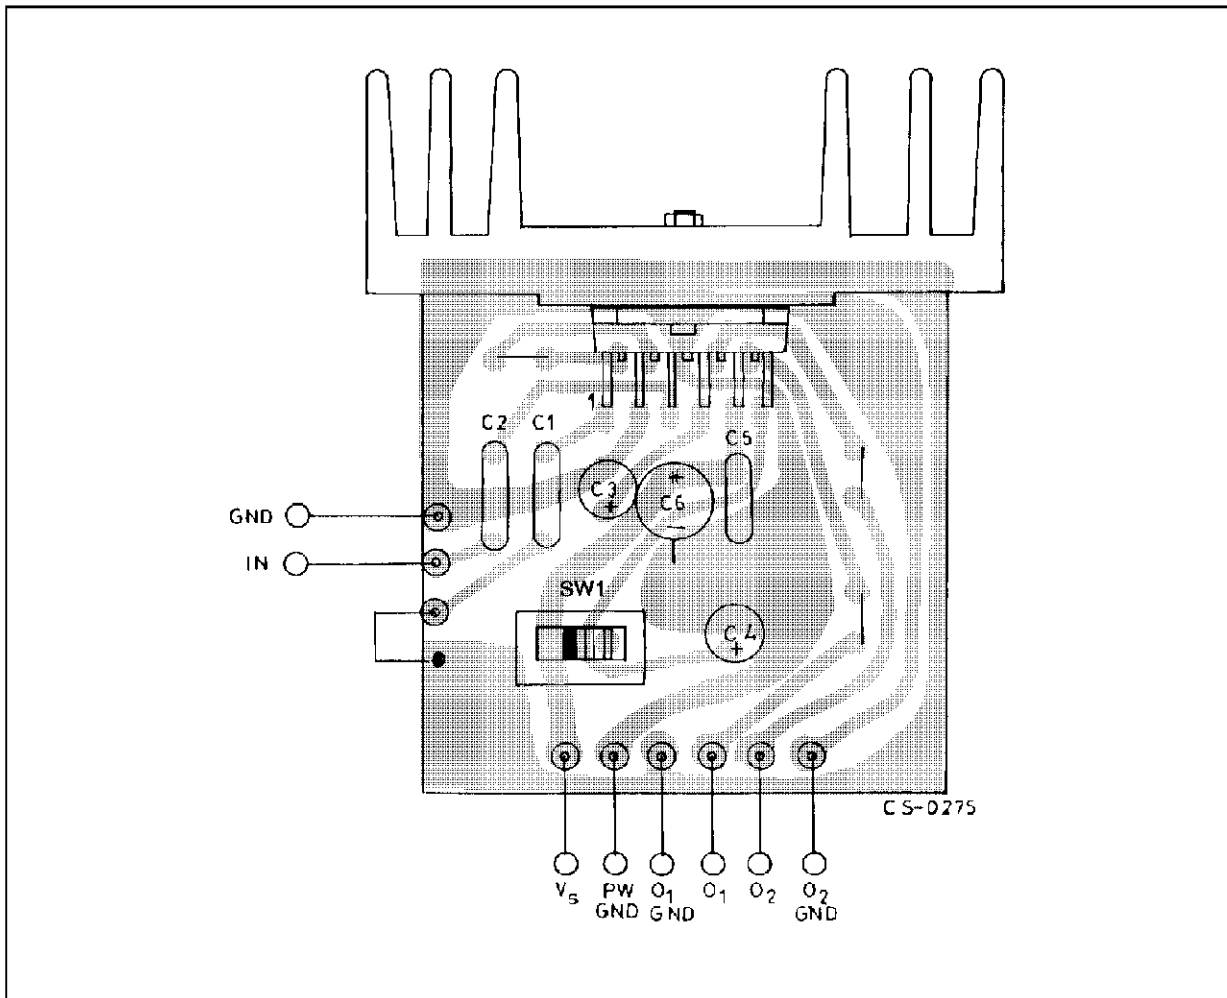 1
C2 C1
C5
C3
+
+
C6
−
GND
IN
SW1
C4
+
CS-0275
VS
PW
GND
O1
GND
O1
O2
O2
GND